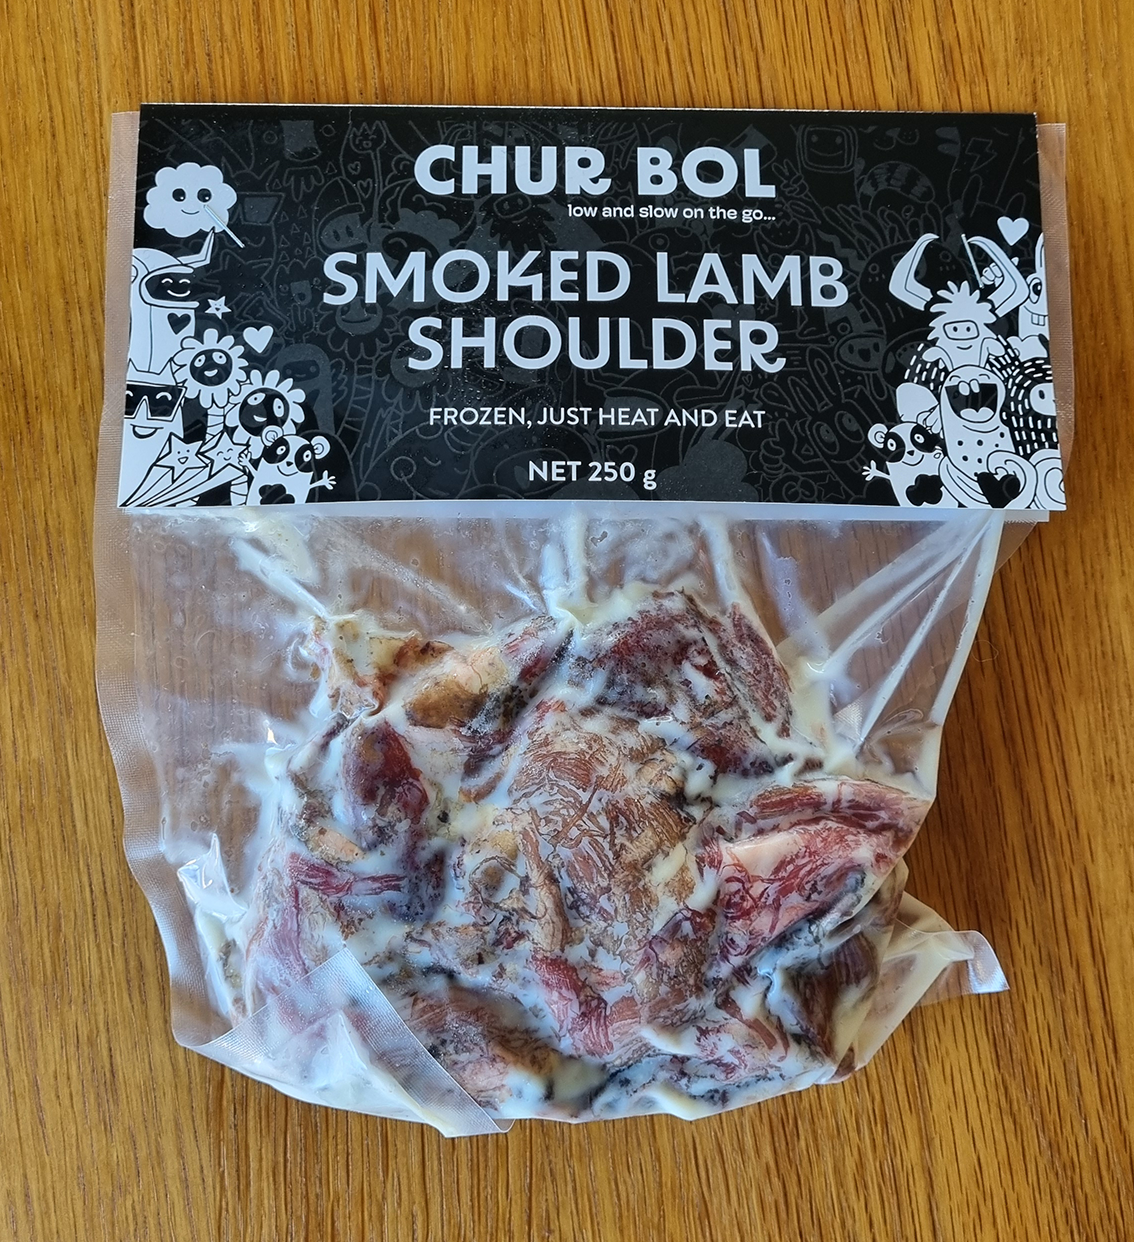 CHUR BOL
low and slow on the go...
SMOKED LAMB
SHOULDER
FROZEN, JUST HEAT AND EAT
NET 250 g